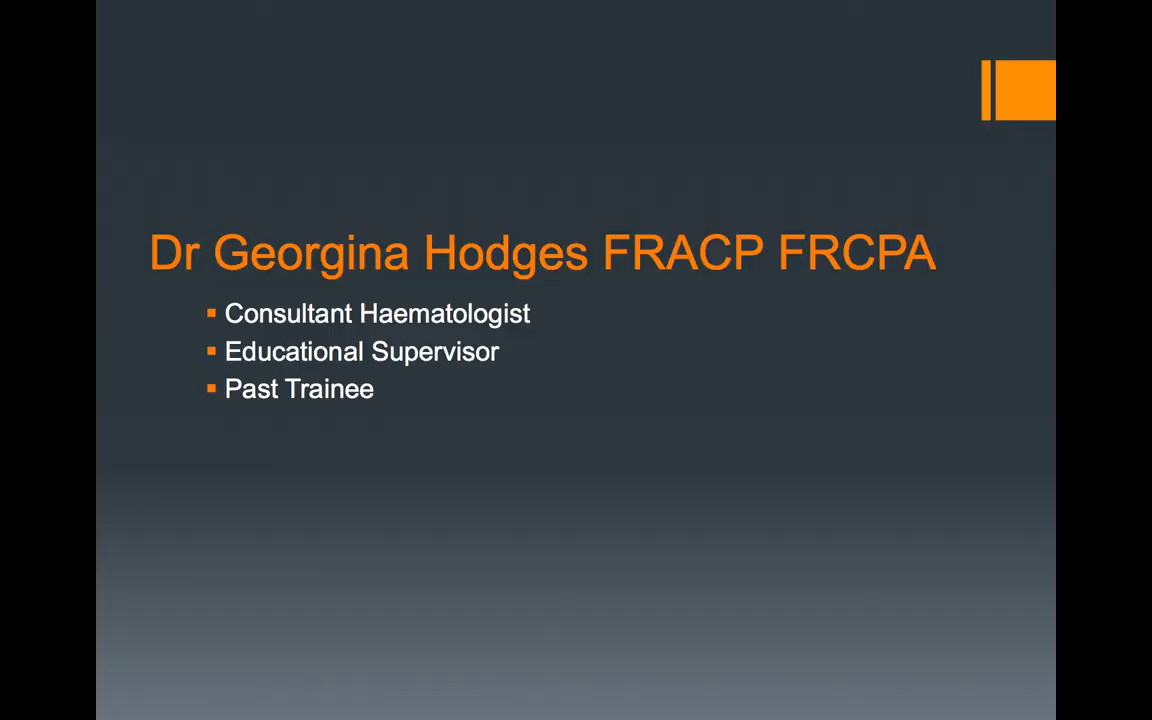 Dr Georgina Hodges FRACP FRCPA
▪ Consultant Haematologist
▪ Educational Supervisor
▪ Past Trainee